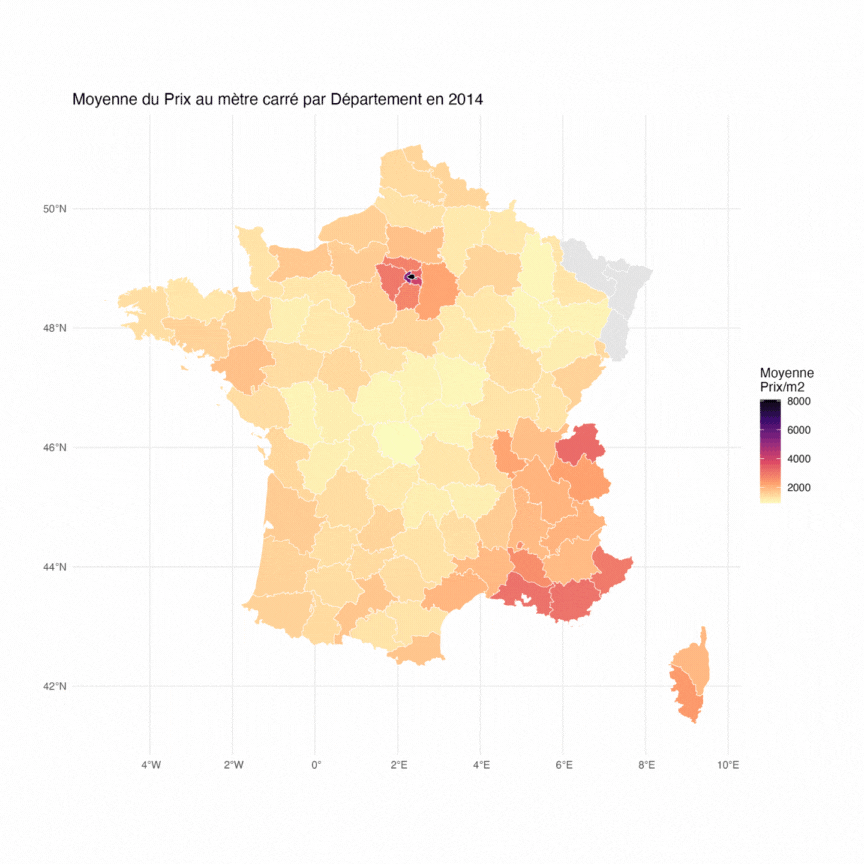 Moyenne du Prix au mètre carré par Département en 2014
50°N
48°N
46°N
44°N
42°N
4°W 2°W 0° 2°E 4°E 6°E 8°E 10°E
Moyenne
Prix/m2
8000
6000
4000
2000